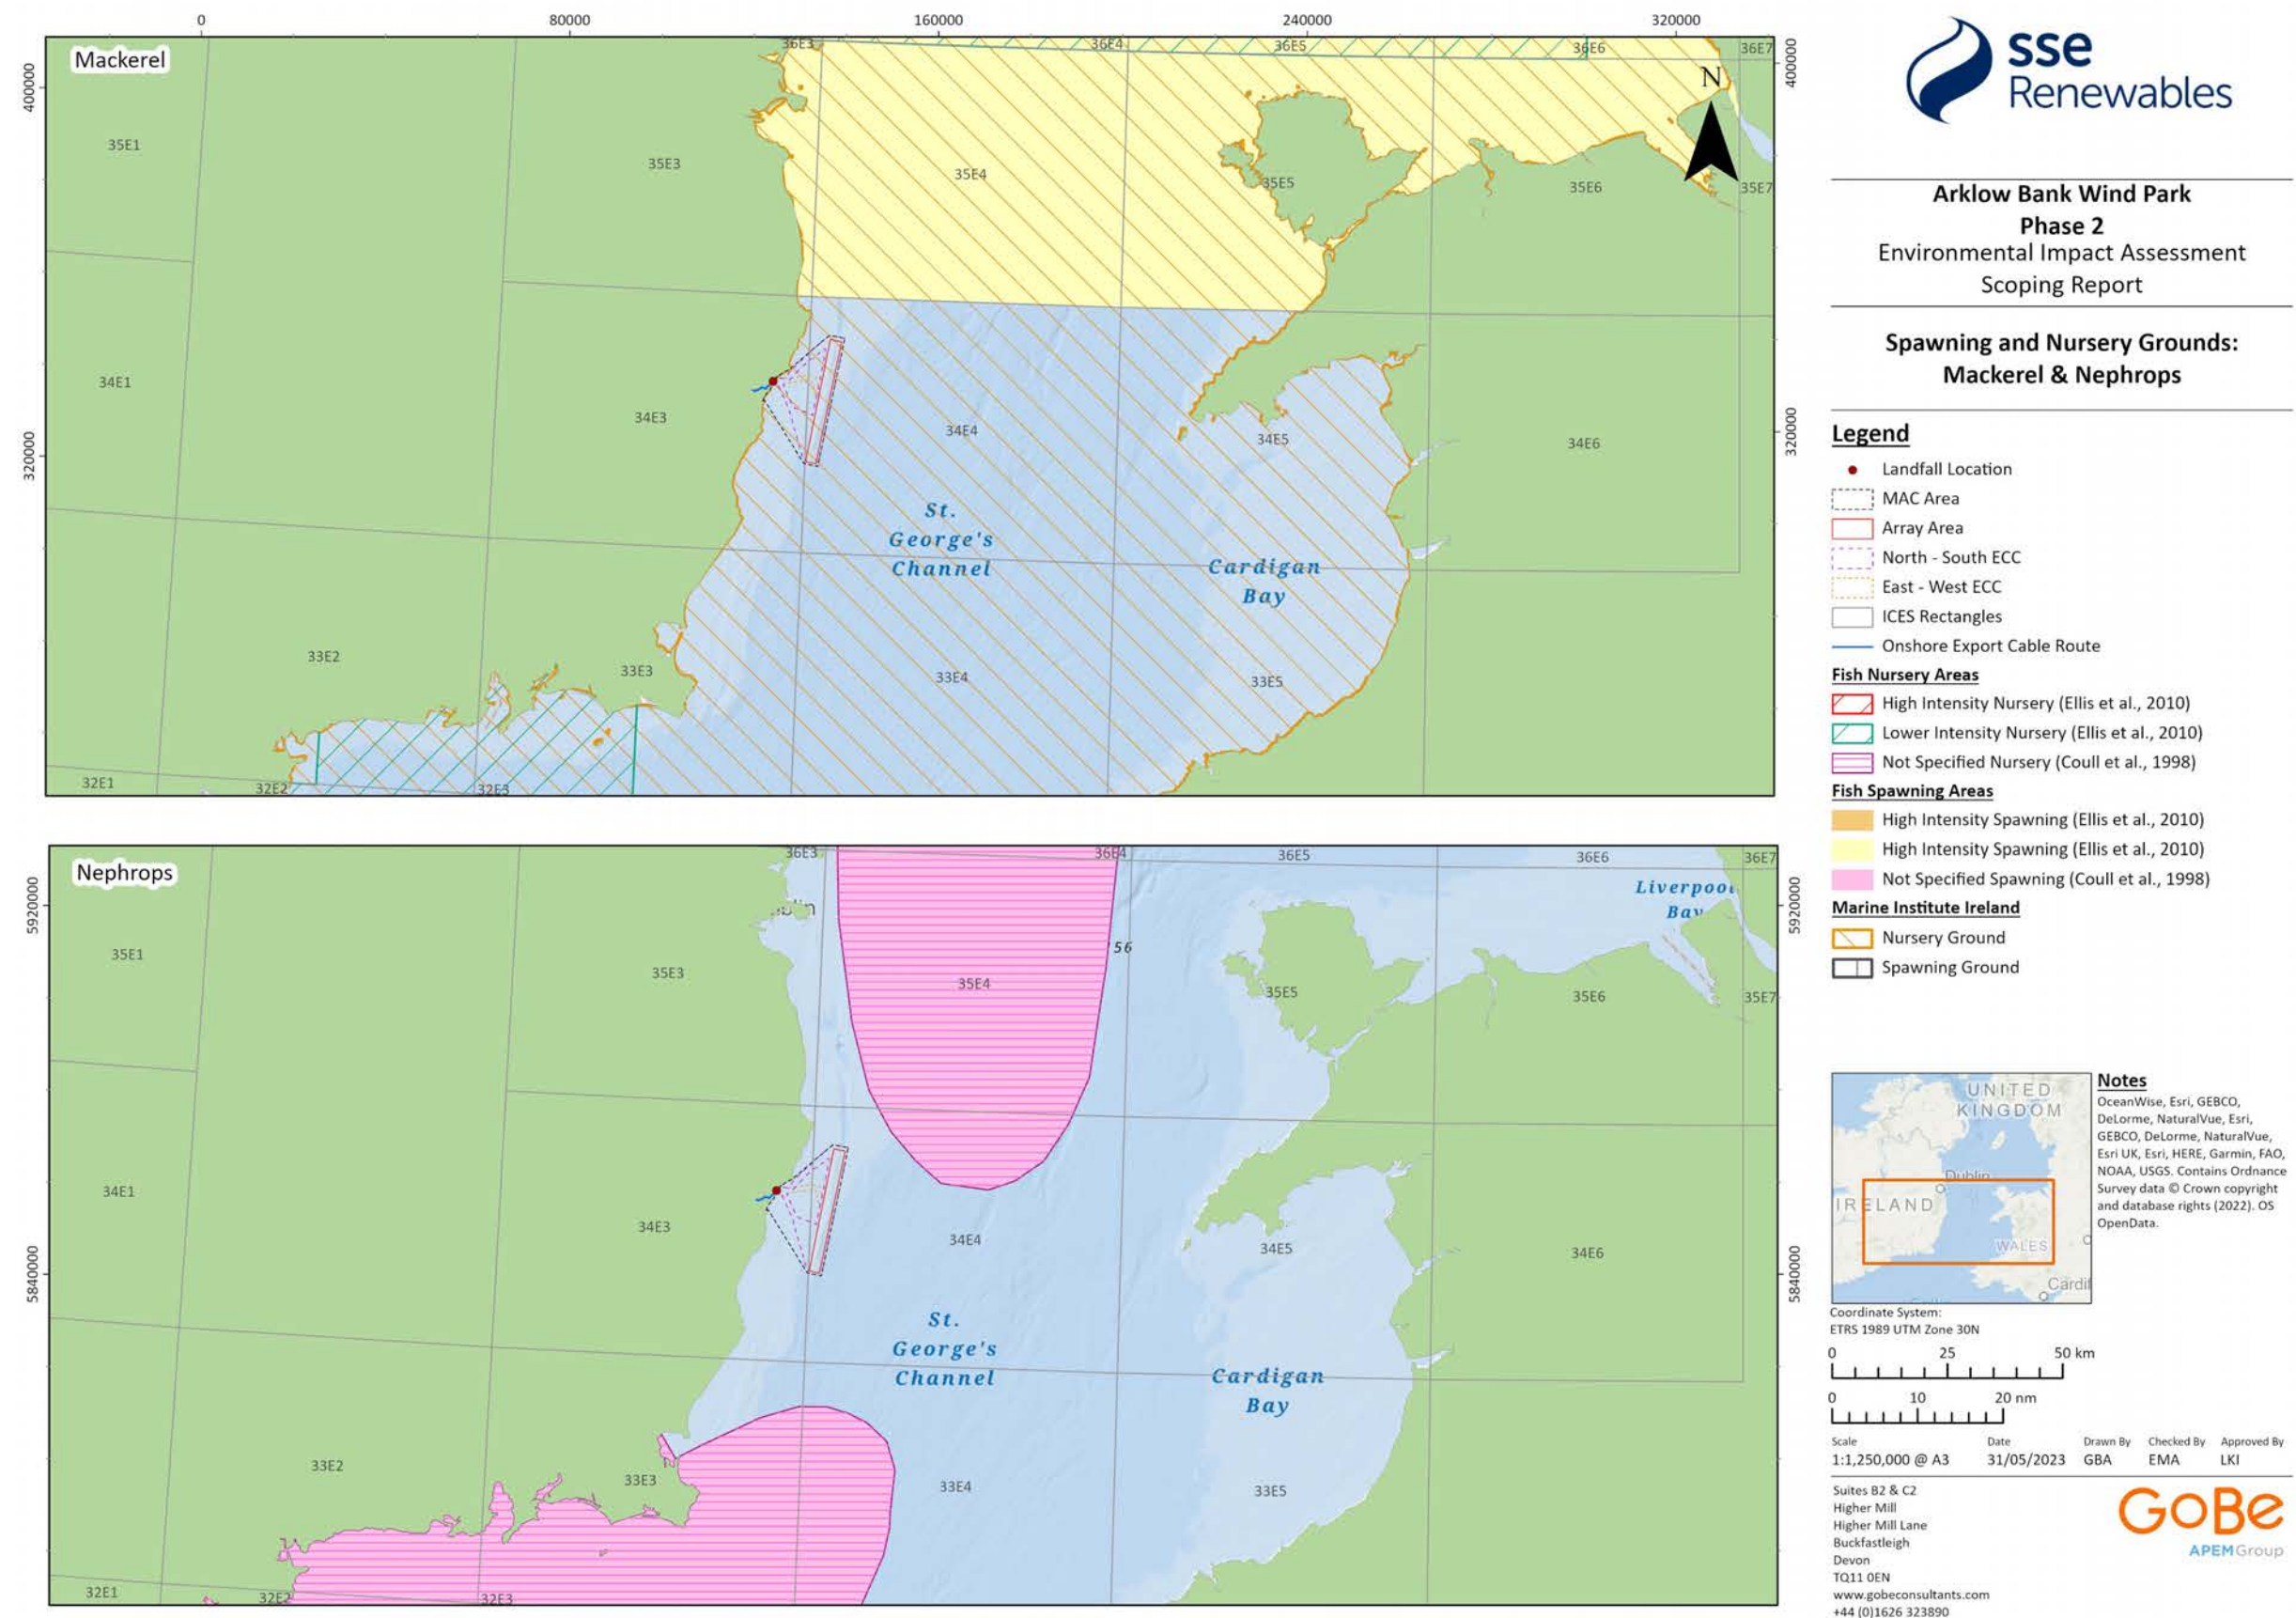 0 80000 160000 240000 320000
Mackerel
36E3 36E4 36E5 36E6 36E7
400000 400000
N
35E1 35E3 35E4 35E5 35E6 35E7
34E1 34E3 34E4 34E5 34E6
320000 320000
St.
George's
Channel
Cardigan
Bay
33E2 33E3 33E4 33E5
32E1 32E2 32E3
Nephrops
36E3 36E4 36E5 36E6 36E7
Liverpool
Bay
5920000 5920000
56
35E1 35E3 35E4 35E5 35E6 35E7
34E1 34E3 34E4 34E5 34E6
5840000 5840000
St.
George's
Channel
Cardigan
Bay
33E2 33E3 33E4 33E5
32E1 32E2 32E3
sse
Renewables
Arklow Bank Wind Park
Phase 2
Environmental Impact Assessment
Scoping Report
Spawning and Nursery Grounds:
Mackerel & Nephrops
Legend
Landfall Location
MAC Area
Array Area
North - South ECC
East - West ECC
ICES Rectangles
Onshore Export Cable Route
Fish Nursery Areas
High Intensity Nursery (Ellis et al., 2010)
Lower Intensity Nursery (Ellis et al., 2010)
Not Specified Nursery (Coull et al., 1998)
Fish Spawning Areas
High Intensity Spawning (Ellis et al., 2010)
High Intensity Spawning (Ellis et al., 2010)
Not Specified Spawning (Coull et al., 1998)
Marine Institute Ireland
Nursery Ground
Spawning Ground
UNITED
KINGDOM
Dublin
IRELAND
WALES
Cardif
Notes
OceanWise, Esri, GEBCO,
DeLorme, NaturalVue, Esri,
GEBCO, DeLorme, NaturalVue,
Esri UK, Esri, HERE, Garmin, FAO,
NOAA, USGS. Contains Ordnance
Survey data © Crown copyright
and database rights (2022). OS
OpenData.
Coordinate System:
ETRS 1989 UTM Zone 30N
0 25 50 km
0 10 20 nm
Scale Date Drawn By Checked By Approved By
1:1,250,000 @ A3 31/05/2023 GBA EMA LKI
Suites B2 & C2
Higher Mill
Higher Mill Lane
Buckfastleigh
Devon
TQ11 0EN
www.gobeconsultants.com
+44 (0)1626 323890
GoBe
APEMGroup